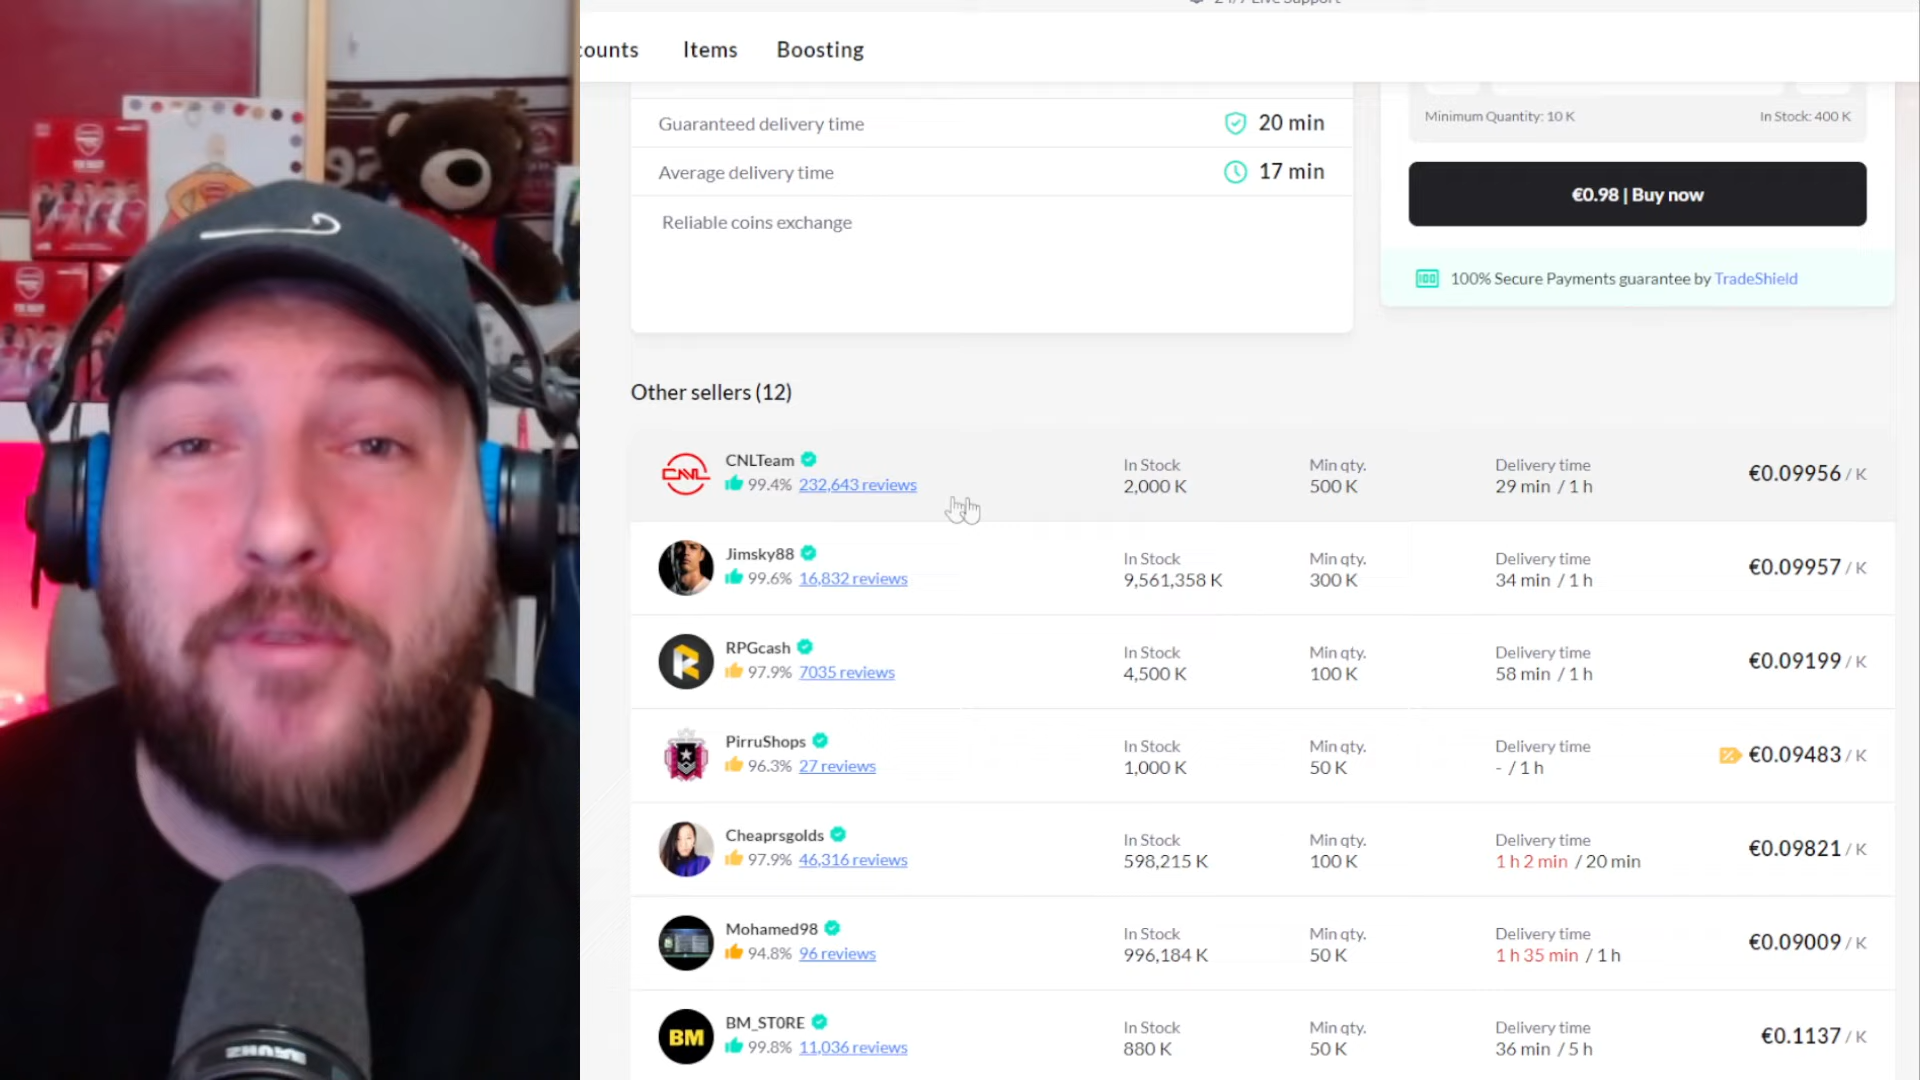 24/7 Live Support
counts Items Boosting
Guaranteed delivery time 20 min
Average delivery time 17 min
Reliable coins exchange
Minimum Quantity: 10 K In Stock: 400 K
€0.98 | Buy now
100% Secure Payments guarantee by TradeShield
Other sellers (12)
CNL
CNLTeam
99.4% 232,643 reviews
In Stock
2,000 K
Min qty.
500 K
Delivery time
29 min / 1 h
€0.09956 / K
Jimsky88
99.6% 16,832 reviews
In Stock
9,561,358 K
Min qty.
300 K
Delivery time
34 min / 1 h
€0.09957 / K
RPGcash
97.9% 7035 reviews
In Stock
4,500 K
Min qty.
100 K
Delivery time
58 min / 1 h
€0.09199 / K
PirruShops
96.3% 27 reviews
In Stock
1,000 K
Min qty.
50 K
Delivery time
- / 1 h
€0.09483 / K
Cheaprsgolds
97.9% 46,316 reviews
In Stock
598,215 K
Min qty.
100 K
Delivery time
1 h 2 min / 20 min
€0.09821 / K
Mohamed98
94.8% 96 reviews
In Stock
996,184 K
Min qty.
50 K
Delivery time
1 h 35 min / 1 h
€0.09009 / K
BM
BM_ST0RE
99.8% 11,036 reviews
In Stock
880 K
Min qty.
50 K
Delivery time
36 min / 5 h
€0.1137 / K